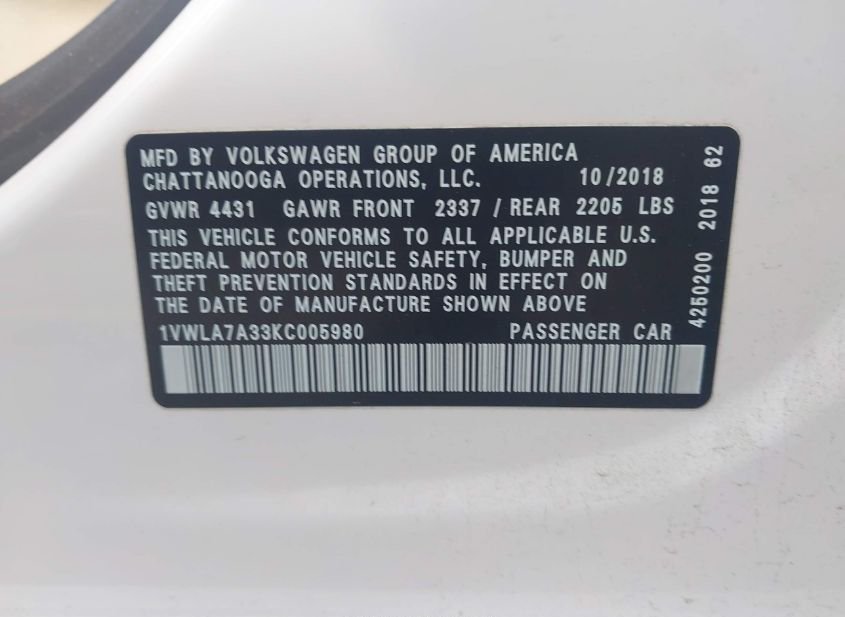 MFD BY VOLKSWAGEN GROUP OF AMERICA
CHATTANOOGA OPERATIONS, LLC. 10/2018
GVWR 4431 GAWR FRONT 2337 / REAR 2205 LBS
THIS VEHICLE CONFORMS TO ALL APPLICABLE U.S.
FEDERAL MOTOR VEHICLE SAFETY, BUMPER AND
THEFT PREVENTION STANDARDS IN EFFECT ON
THE DATE OF MANUFACTURE SHOWN ABOVE
1VWLA7A33KC005980 PASSENGER CAR
4250200 2018 62